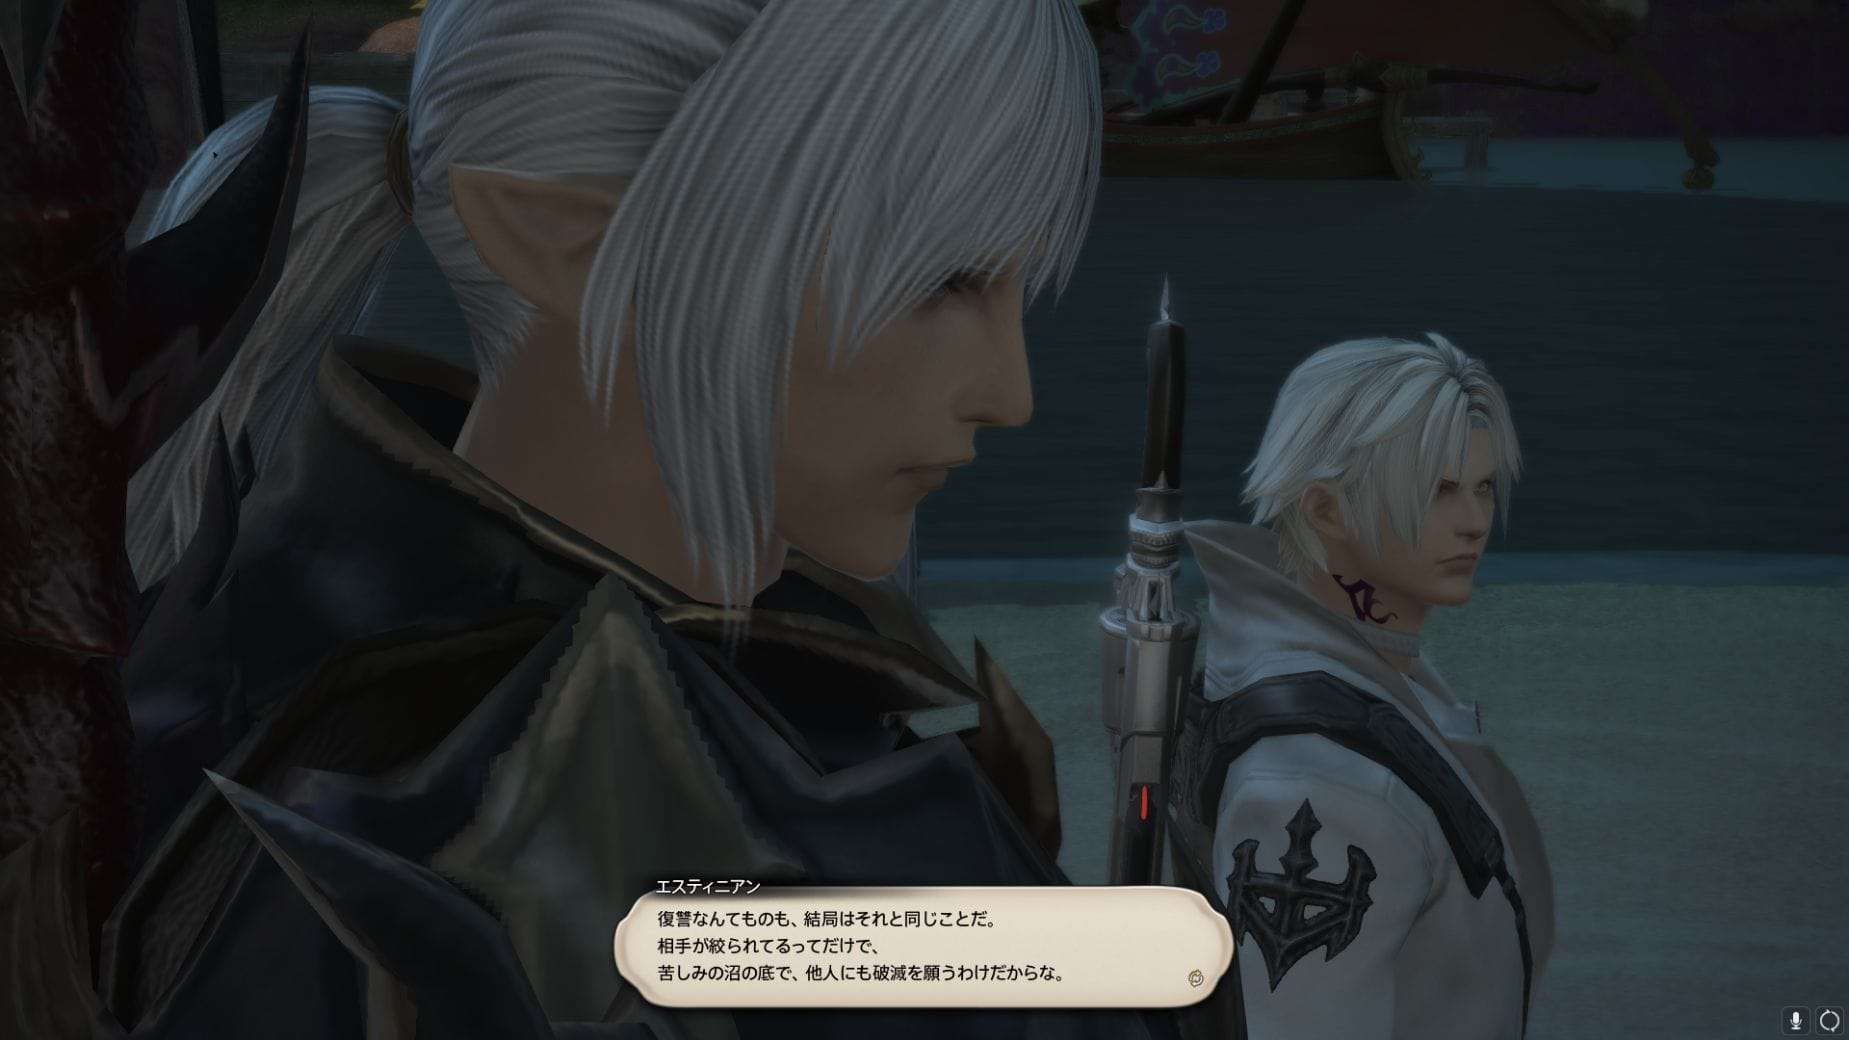 エスティニアン
復讐なんてものも、結局はそれと同じことだ。
相手が絞られてるってだけで、
苦しみの沼の底で、他人にも破滅を願うわけだからな。